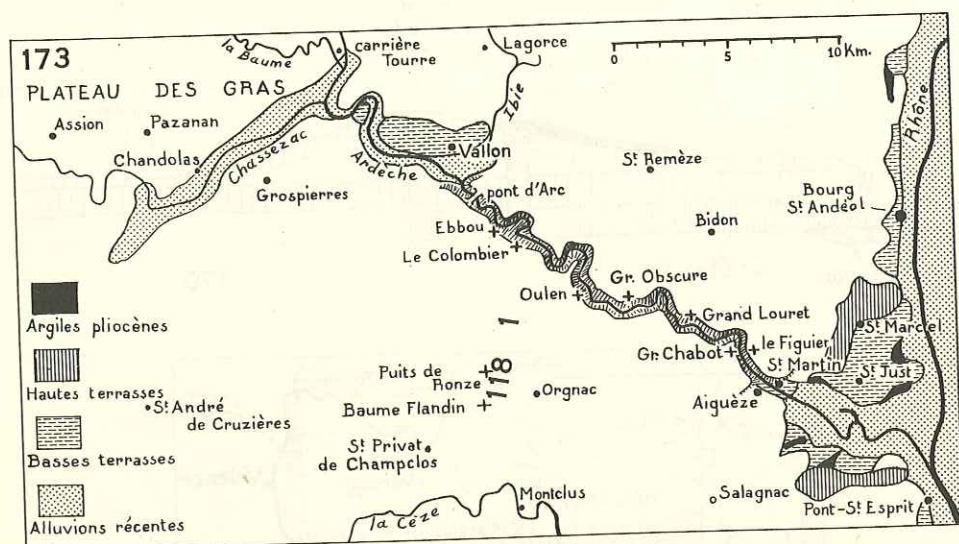 173
la Baume
carrière
Tourre
Lagorce
0 5 10 Km.
PLATEAU DES GRAS
Assion
Pazanan
Chandolas
Chassezac
Grospierres
Ardèche
Ibie
Vallon
pont d'Arc
Ebbou
Le Colombier
Oulen
Gr. Obscure
Grand Louret
Gr. Chabot
le Figuier
St Martin
Aiguèze
St Remèze
Bidon
Bourg
St Andéol
Rhône
St Marcel
St Just
Argiles pliocènes
Hautes terrasses
Basses terrasses
Alluvions récentes
St André
de Cruzières
Puits de
Ronze
Baume Flandin
Orgnac
118
1
St Privat
de Champclos
la Cèze
Montclus
Salagnac
Pont-St Esprit